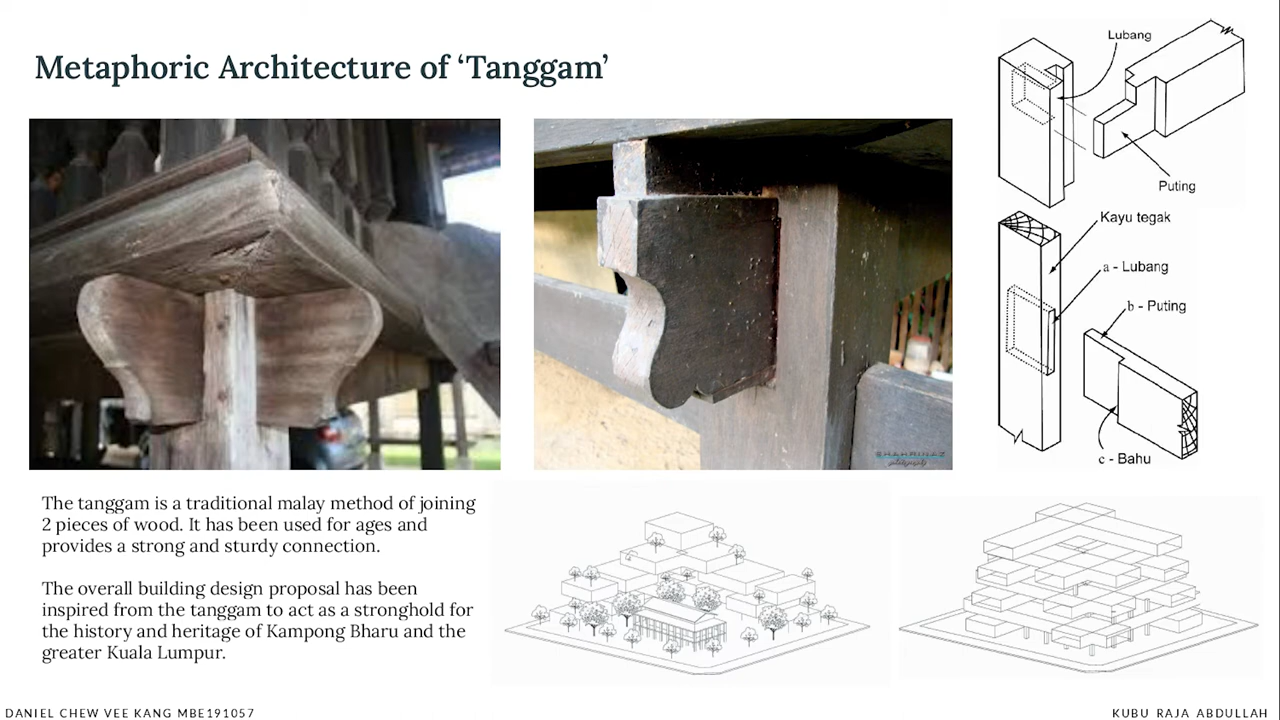 Metaphoric Architecture of ‘Tanggam’
Lubang
Puting
Kayu tegak
a - Lubang
b - Puting
c - Bahu
SHAHRINAZ
photography
The tanggam is a traditional malay method of joining
2 pieces of wood. It has been used for ages and
provides a strong and sturdy connection.
The overall building design proposal has been
inspired from the tanggam to act as a stronghold for
the history and heritage of Kampong Bharu and the
greater Kuala Lumpur.
DANIEL CHEW VEE KANG MBE191057
KUBU RAJA ABDULLAH